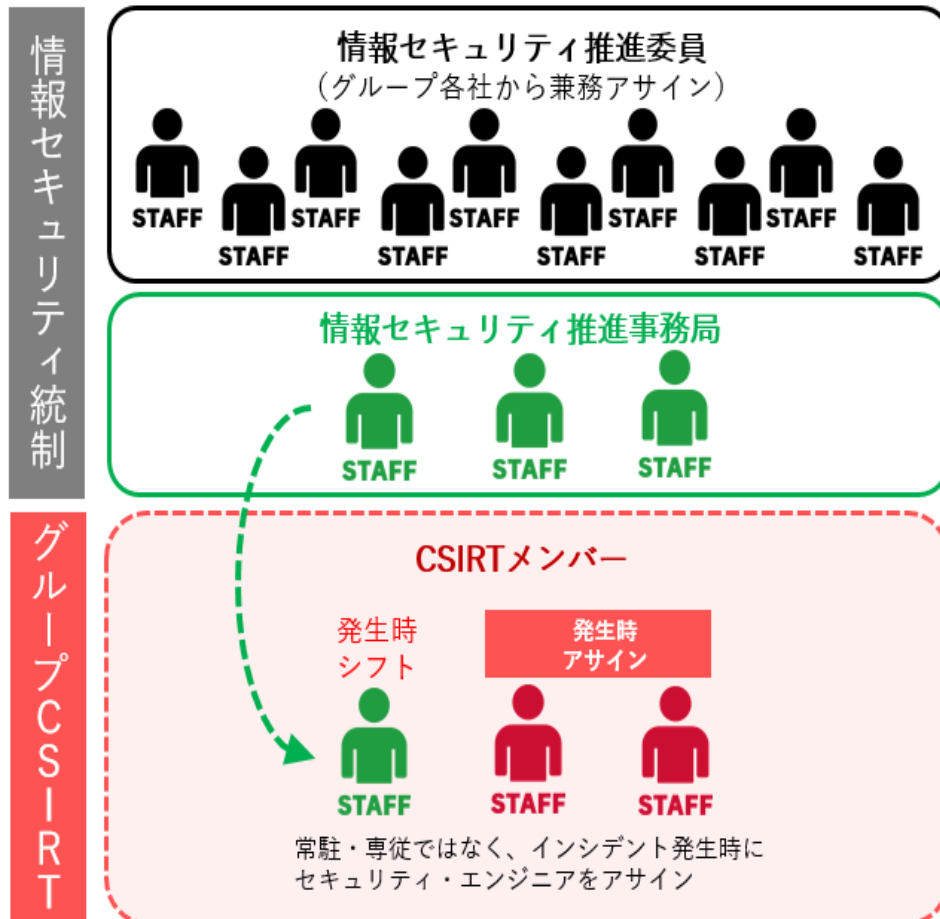 情報セキュリティ統制
情報セキュリティ推進委員
（グループ各社から兼務アサイン）
STAFF STAFF STAFF STAFF STAFF
STAFF STAFF STAFF STAFF STAFF
情報セキュリティ推進事務局
STAFF STAFF STAFF
グループCSIRT
CSIRTメンバー
発生時
シフト
発生時
アサイン
STAFF STAFF STAFF
常駐・専従ではなく、インシデント発生時に
セキュリティ・エンジニアをアサイン